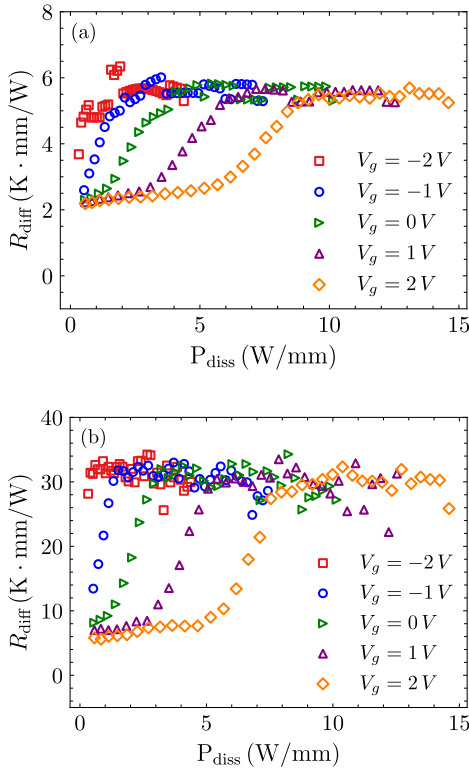 (a)
8
6
4
2
0
R_diff (K · mm/W)
V_g = −2 V
V_g = −1 V
V_g = 0 V
V_g = 1 V
V_g = 2 V
0 5 10 15
P_diss (W/mm)
(b)
40
30
20
10
0
R_diff (K · mm/W)
V_g = −2 V
V_g = −1 V
V_g = 0 V
V_g = 1 V
V_g = 2 V
0 5 10 15
P_diss (W/mm)